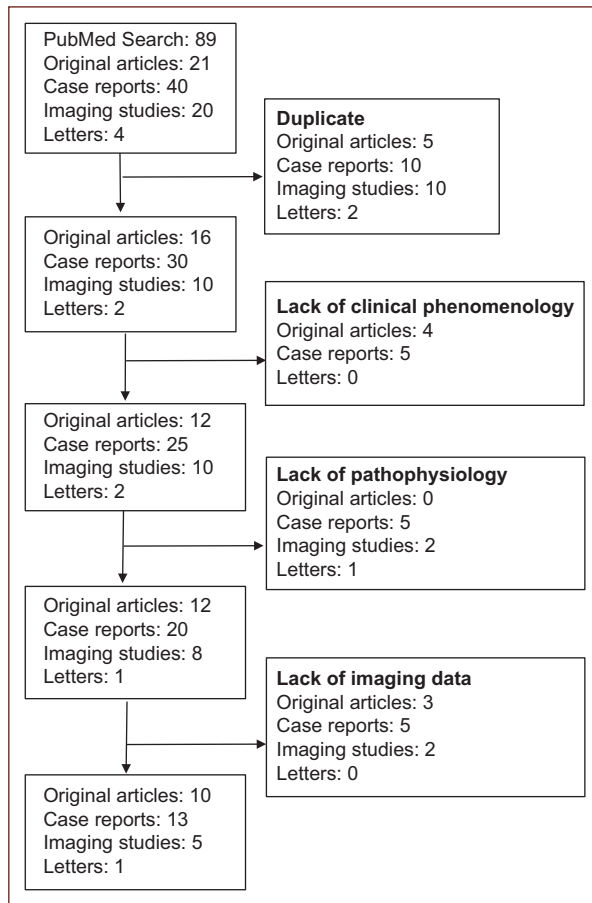 PubMed Search: 89
Original articles: 21
Case reports: 40
Imaging studies: 20
Letters: 4
Duplicate
Original articles: 5
Case reports: 10
Imaging studies: 10
Letters: 2
Original articles: 16
Case reports: 30
Imaging studies: 10
Letters: 2
Lack of clinical phenomenology
Original articles: 4
Case reports: 5
Letters: 0
Original articles: 12
Case reports: 25
Imaging studies: 10
Letters: 2
Lack of pathophysiology
Original articles: 0
Case reports: 5
Imaging studies: 2
Letters: 1
Original articles: 12
Case reports: 20
Imaging studies: 8
Letters: 1
Lack of imaging data
Original articles: 3
Case reports: 5
Imaging studies: 2
Letters: 0
Original articles: 10
Case reports: 13
Imaging studies: 5
Letters: 1